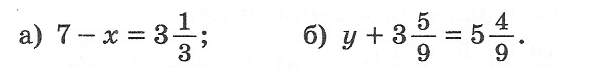 а) 7 − x = 3 1/3; б) y + 3 5/9 = 5 4/9.